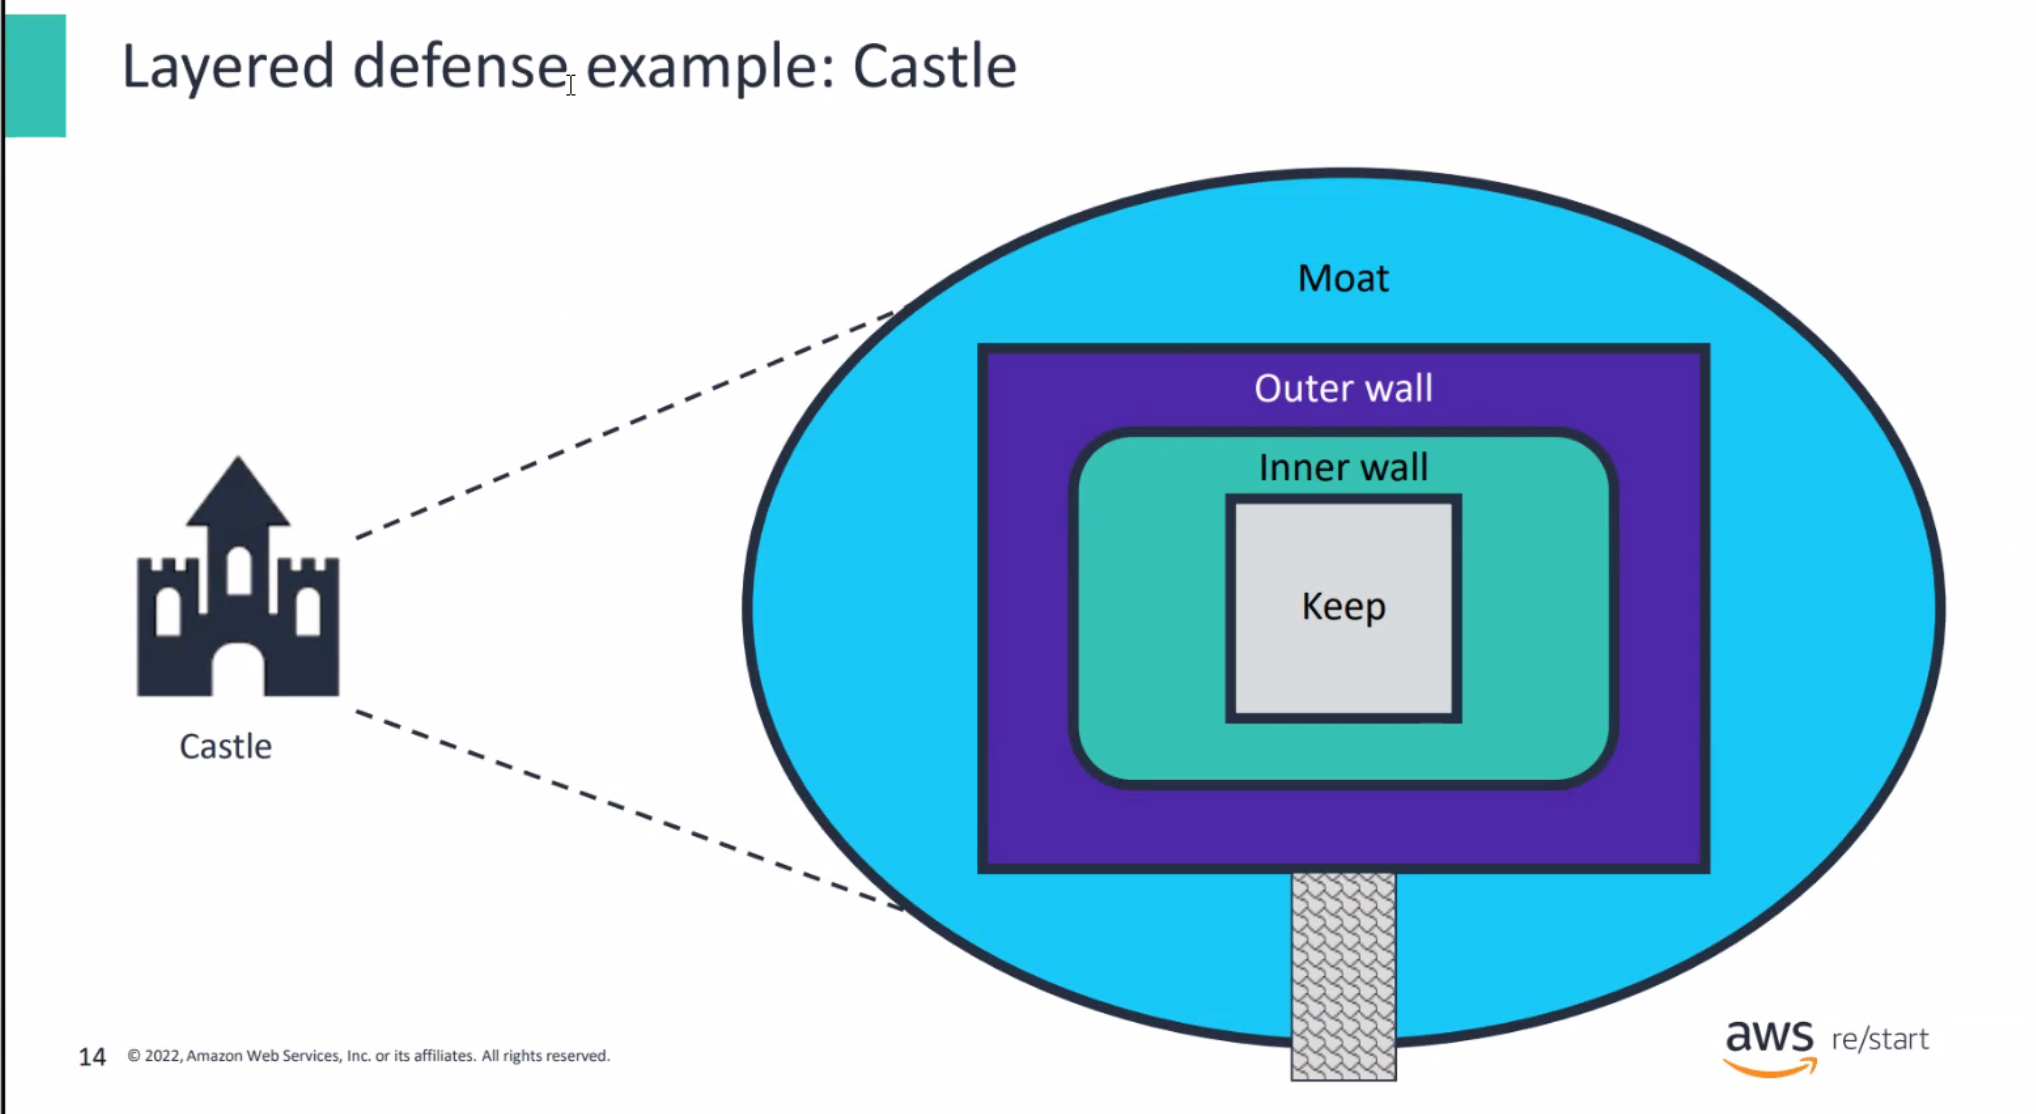 Layered defense example: Castle
Moat
Outer wall
Inner wall
Keep
Castle
14 © 2022, Amazon Web Services, Inc. or its affiliates. All rights reserved.
aws re/start